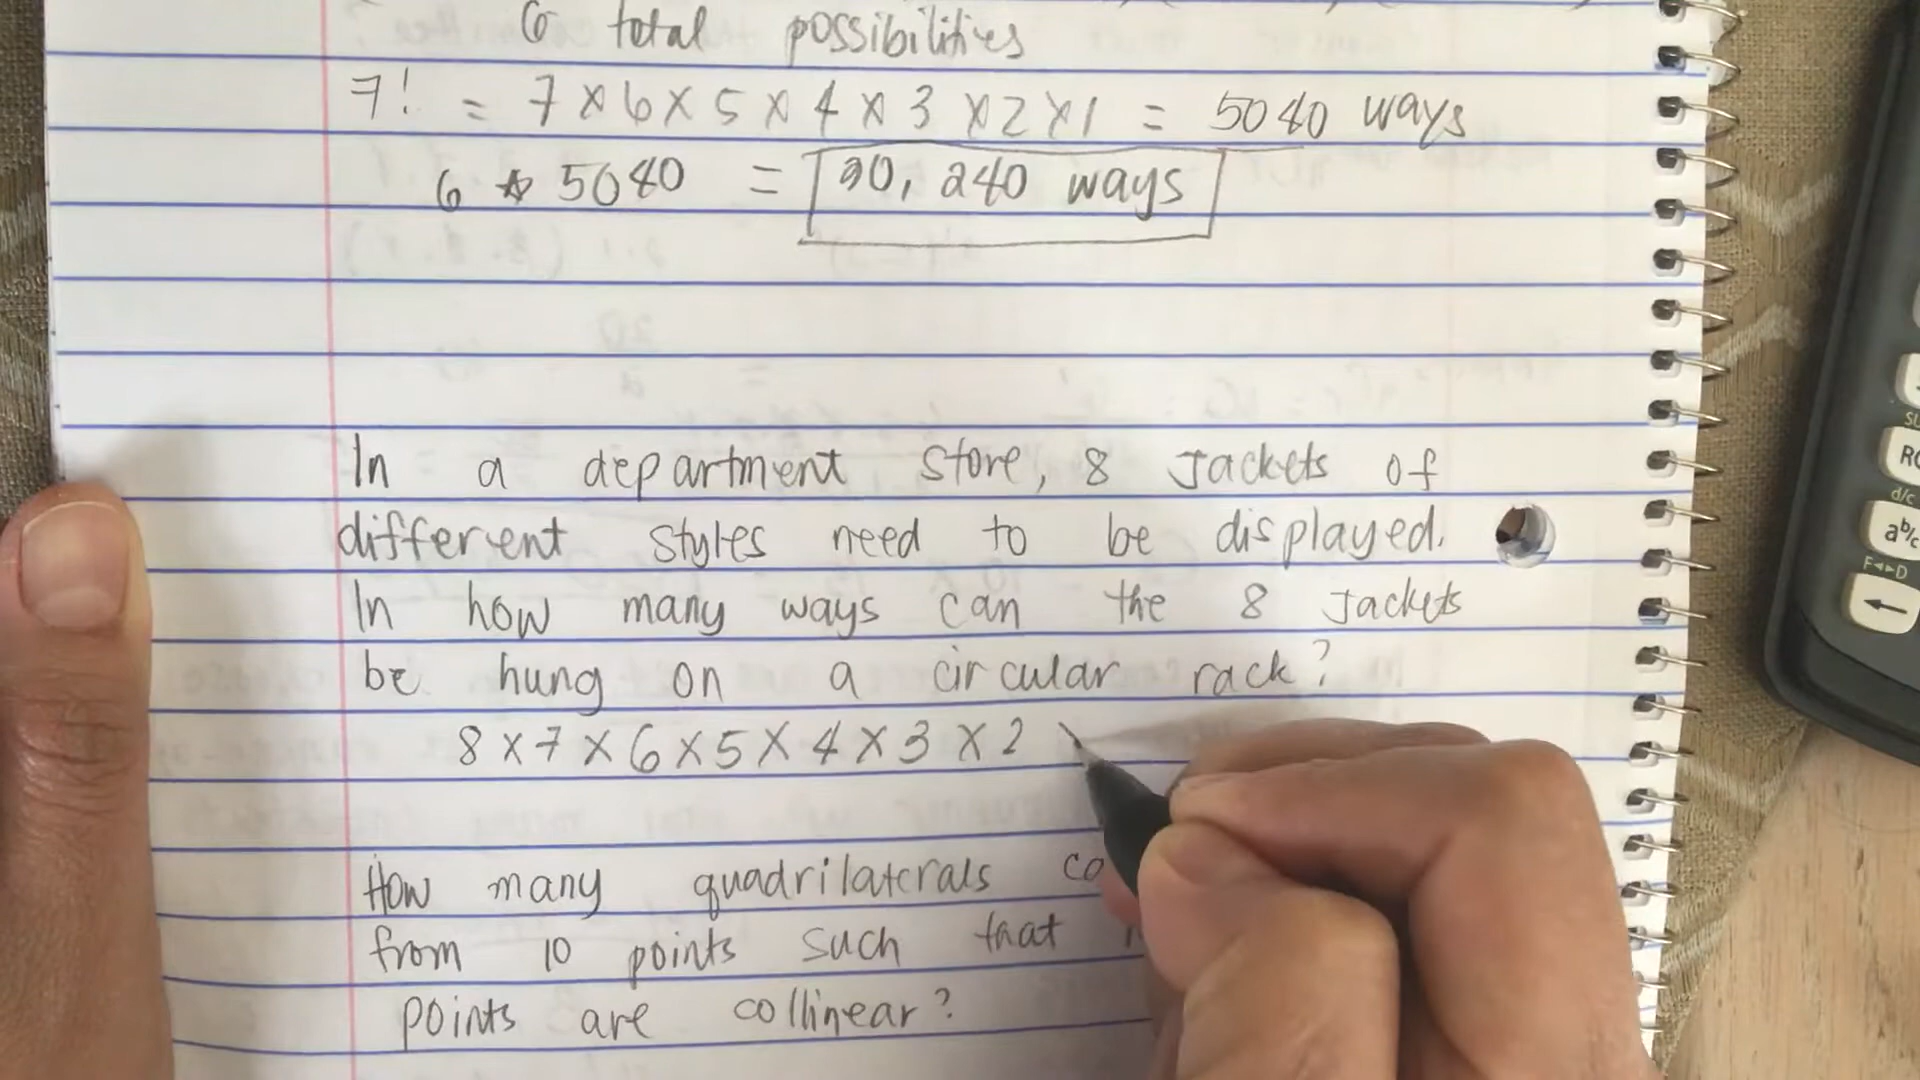 6 total possibilities
7! = 7 × 6 × 5 × 4 × 3 × 2 × 1 = 5040 ways
6 * 5040 = 30, 240 ways
In a department store, 8 Jackets of
different styles need to be displayed.
In how many ways can the 8 Jackets
be hung on a circular rack?
8 × 7 × 6 × 5 × 4 × 3 × 2
How many quadrilaterals
from 10 points such that
points are collinear?
d/c
a b/c
F◄►D
←